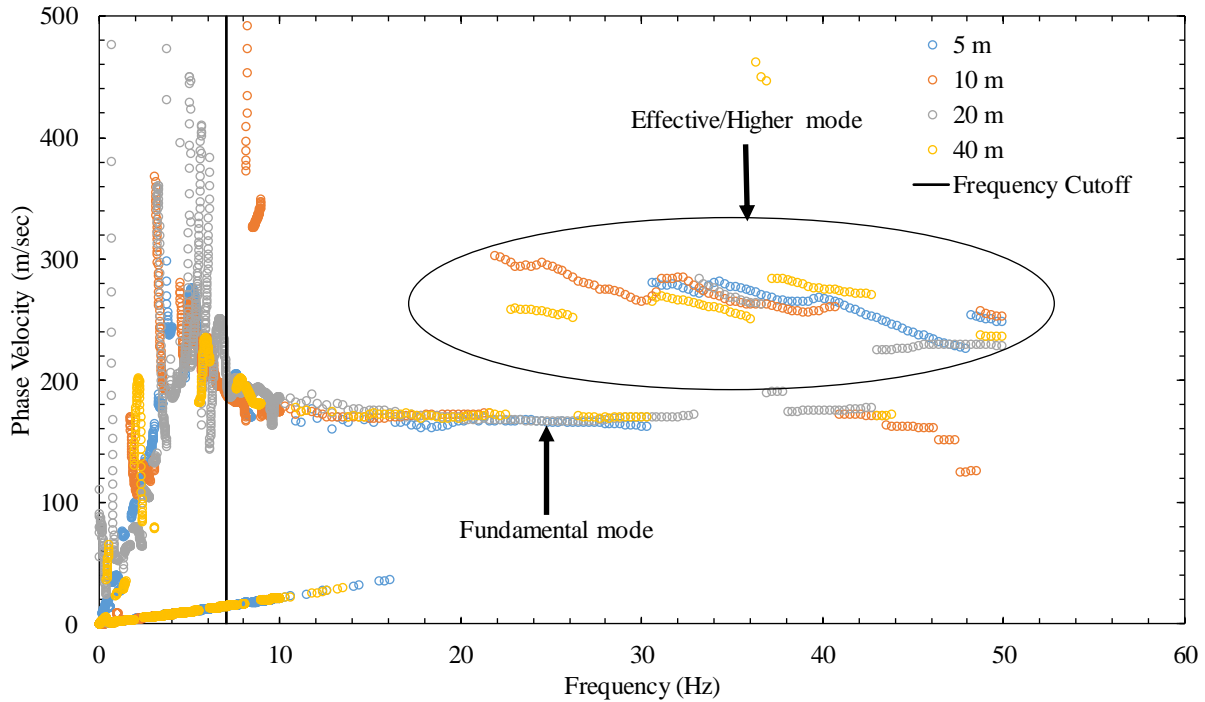 500
400
300
200
100
0
Phase Velocity (m/sec)
5 m
10 m
20 m
40 m
Frequency Cutoff
Effective/Higher mode
Fundamental mode
0
10
20
30
40
50
60
Frequency (Hz)